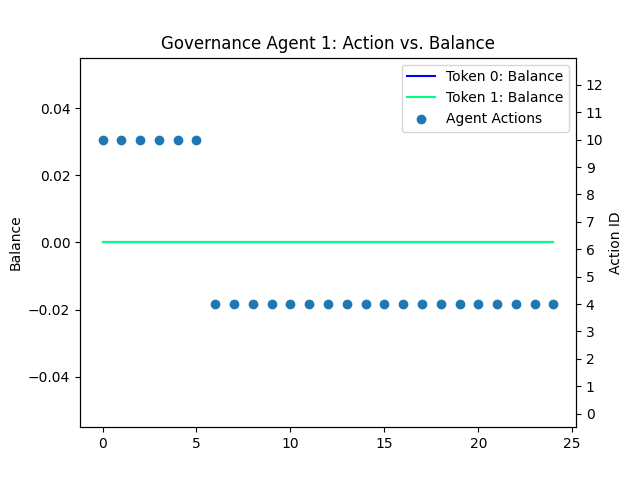 Governance Agent 1: Action vs. Balance
Token 0: Balance
Token 1: Balance
Agent Actions
Balance
0.04
0.02
0.00
−0.02
−0.04
12
11
10
9
8
7
6
5
4
3
2
1
0
Action ID
0 5 10 15 20 25